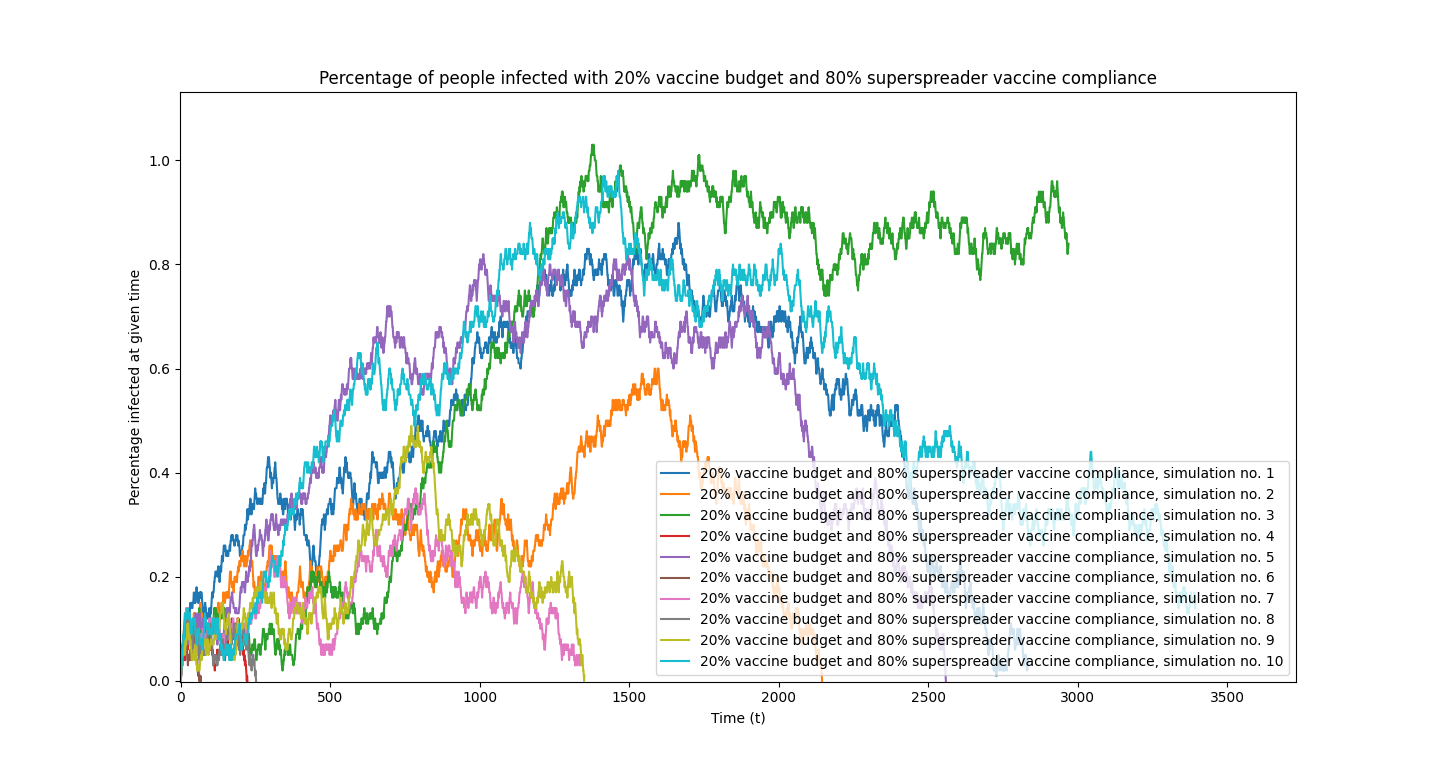 Percentage of people infected with 20% vaccine budget and 80% superspreader vaccine compliance
Percentage infected at given time
1.0
0.8
0.6
0.4
0.2
0.0
20% vaccine budget and 80% superspreader vaccine compliance, simulation no. 1
20% vaccine budget and 80% superspreader vaccine compliance, simulation no. 2
20% vaccine budget and 80% superspreader vaccine compliance, simulation no. 3
20% vaccine budget and 80% superspreader vaccine compliance, simulation no. 4
20% vaccine budget and 80% superspreader vaccine compliance, simulation no. 5
20% vaccine budget and 80% superspreader vaccine compliance, simulation no. 6
20% vaccine budget and 80% superspreader vaccine compliance, simulation no. 7
20% vaccine budget and 80% superspreader vaccine compliance, simulation no. 8
20% vaccine budget and 80% superspreader vaccine compliance, simulation no. 9
20% vaccine budget and 80% superspreader vaccine compliance, simulation no. 10
0 500 1000 1500 2000 2500 3000 3500
Time (t)